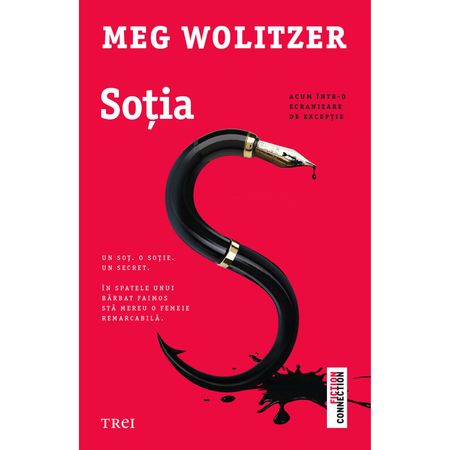 MEG WOLITZER
Soția
ACUM ÎNTR-O
ECRANIZARE
DE EXCEPȚIE
UN SOȚ. O SOȚIE.
UN SECRET.
ÎN SPATELE UNUI
BĂRBAT FAIMOS
STĂ MEREU O FEMEIE
REMARCABILĂ.
FICTION
CONNECTION
TREI